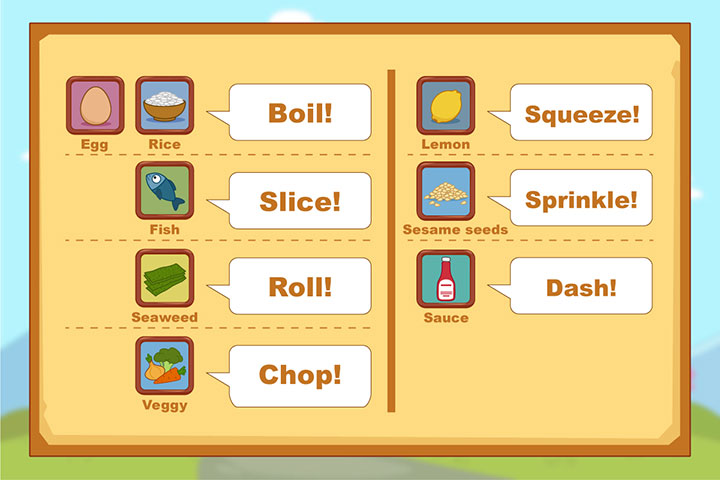 Egg Rice Boil!
Fish Slice!
Seaweed Roll!
Veggy Chop!
Lemon Squeeze!
Sesame seeds Sprinkle!
Sauce Dash!